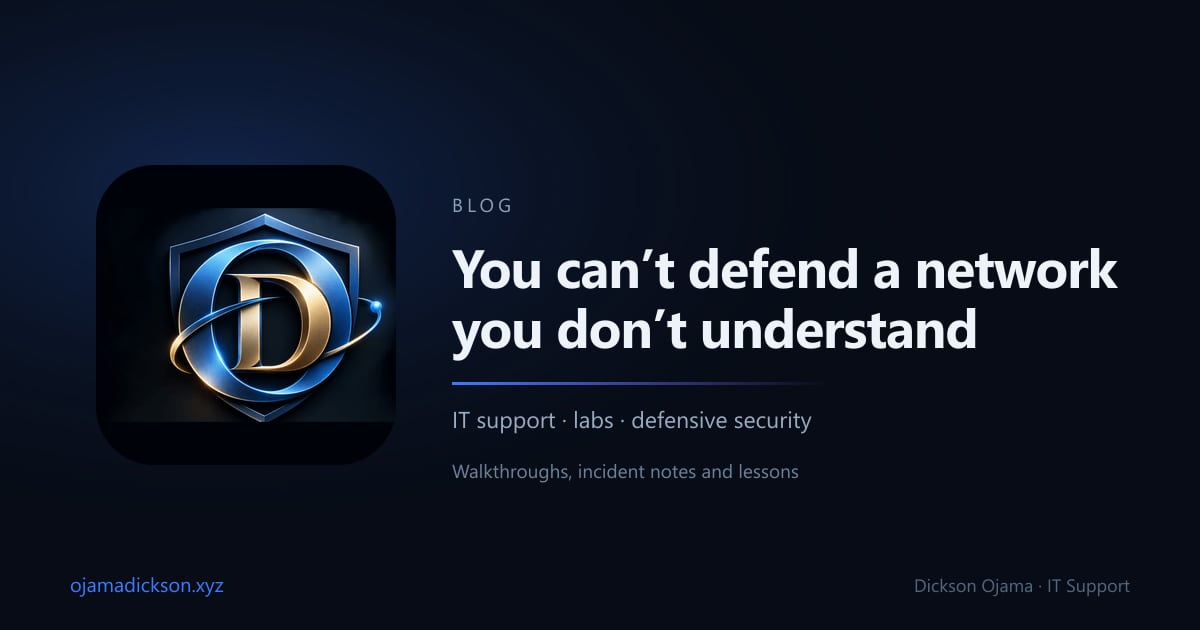 BLOG
You can’t defend a network
you don’t understand
IT support · labs · defensive security
Walkthroughs, incident notes and lessons
ojamadickson.xyz
Dickson Ojama · IT Support
OD